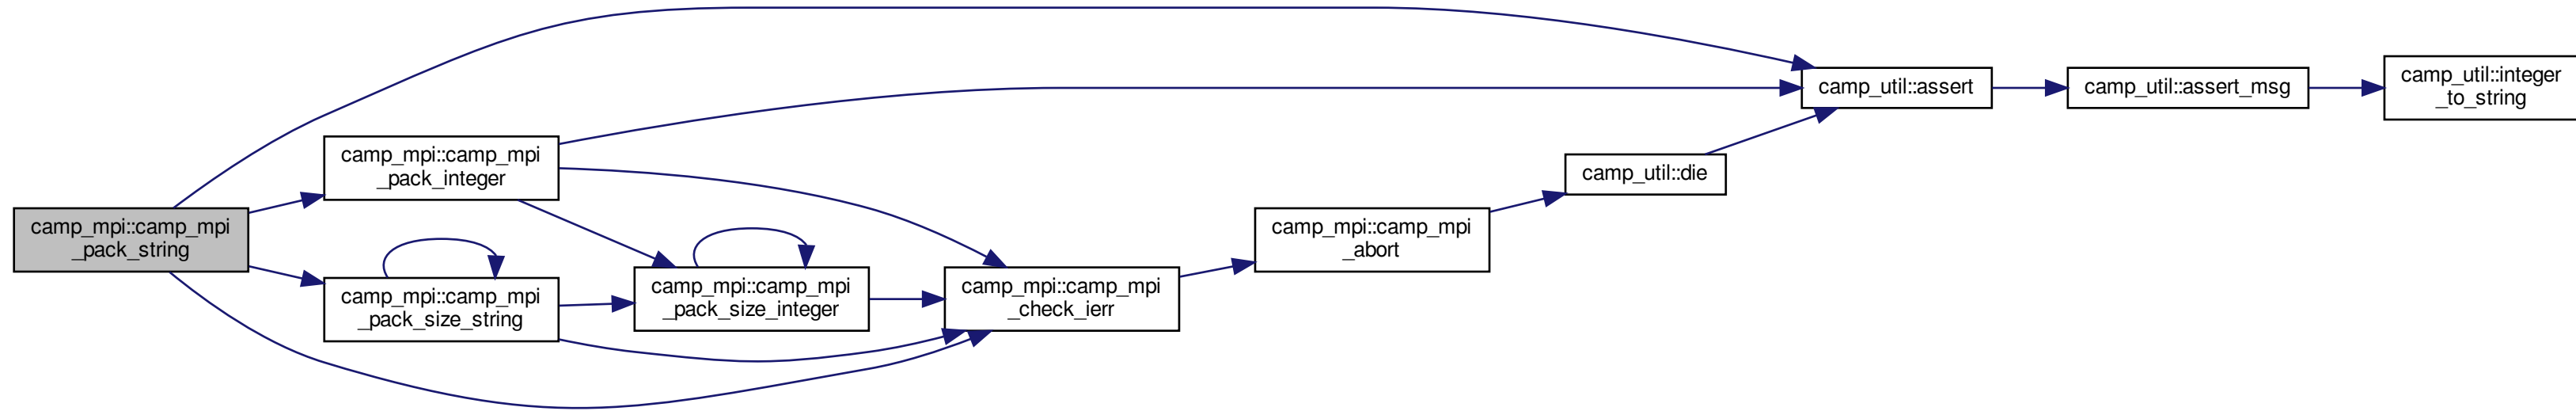 camp_mpi::camp_mpi
_pack_string
camp_mpi::camp_mpi
_pack_integer
camp_mpi::camp_mpi
_pack_size_string
camp_mpi::camp_mpi
_pack_size_integer
camp_mpi::camp_mpi
_check_ierr
camp_mpi::camp_mpi
_abort
camp_util::die
camp_util::assert
camp_util::assert_msg
camp_util::integer
_to_string